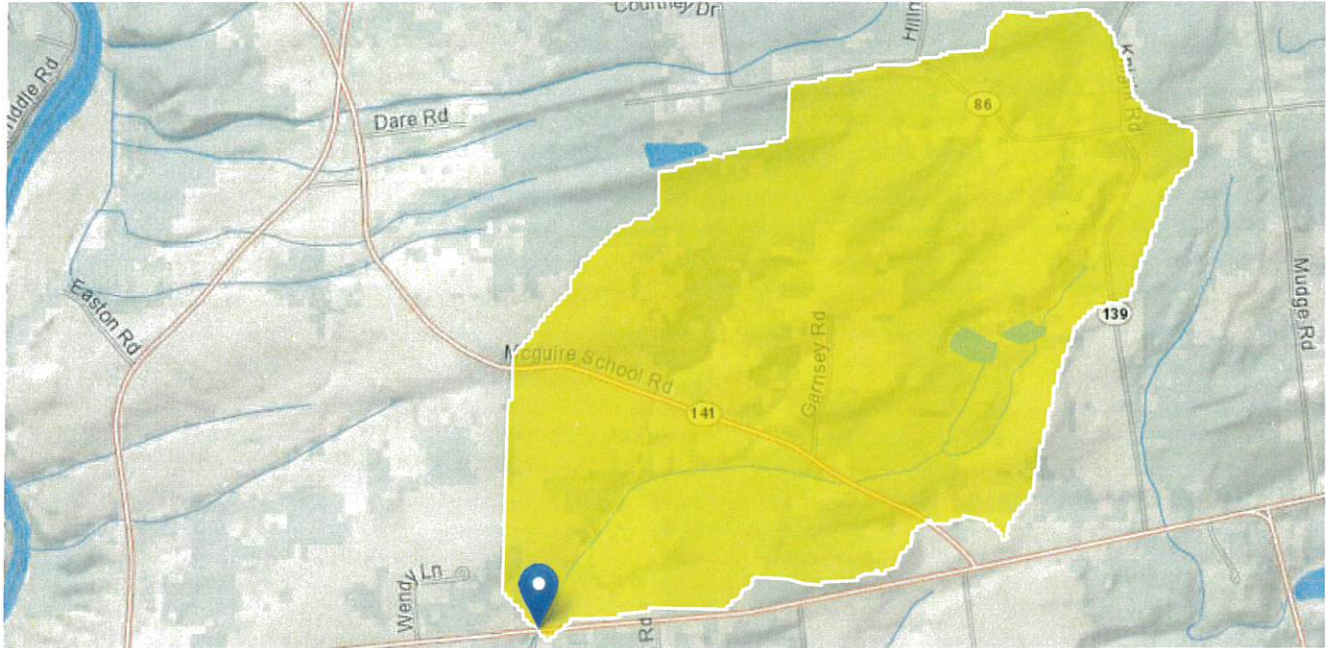 Courtney Dr
86
Dare Rd
Easton Rd
Mcguire School Rd
Garnsey Rd
139
Mudge Rd
141
Wendy Ln
Rd